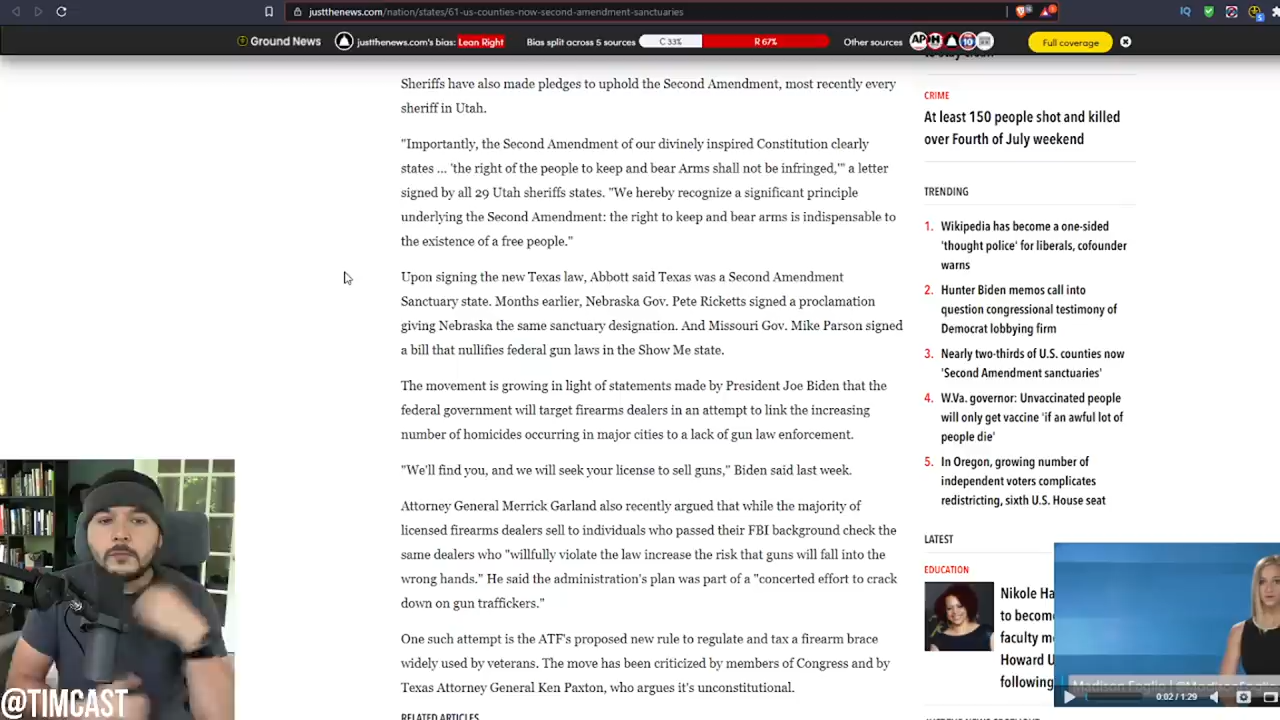 justthenews.com/nation/states/61-us-counties-now-second-amendment-sanctuaries
Ground News
justthenews.com's bias: Lean Right
Bias split across 5 sources
C 33%
R 67%
Other sources
Full coverage
Sheriffs have also made pledges to uphold the Second Amendment, most recently every
sheriff in Utah.
"Importantly, the Second Amendment of our divinely inspired Constitution clearly
states ... 'the right of the people to keep and bear Arms shall not be infringed,'" a letter
signed by all 29 Utah sheriffs states. "We hereby recognize a significant principle
underlying the Second Amendment: the right to keep and bear arms is indispensable to
the existence of a free people."
Upon signing the new Texas law, Abbott said Texas was a Second Amendment
Sanctuary state. Months earlier, Nebraska Gov. Pete Ricketts signed a proclamation
giving Nebraska the same sanctuary designation. And Missouri Gov. Mike Parson signed
a bill that nullifies federal gun laws in the Show Me state.
The movement is growing in light of statements made by President Joe Biden that the
federal government will target firearms dealers in an attempt to link the increasing
number of homicides occurring in major cities to a lack of gun law enforcement.
"We'll find you, and we will seek your license to sell guns," Biden said last week.
Attorney General Merrick Garland also recently argued that while the majority of
licensed firearms dealers sell to individuals who passed their FBI background check the
same dealers who "willfully violate the law increase the risk that guns will fall into the
wrong hands." He said the administration's plan was part of a "concerted effort to crack
down on gun traffickers."
One such attempt is the ATF's proposed new rule to regulate and tax a firearm brace
widely used by veterans. The move has been criticized by members of Congress and by
Texas Attorney General Ken Paxton, who argues it's unconstitutional.
RELATED ARTICLES
CRIME
At least 150 people shot and killed
over Fourth of July weekend
TRENDING
1. Wikipedia has become a one-sided
'thought police' for liberals, cofounder
warns
2. Hunter Biden memos call into
question congressional testimony of
Democrat lobbying firm
3. Nearly two-thirds of U.S. counties now
'Second Amendment sanctuaries'
4. W.Va. governor: Unvaccinated people
will only get vaccine 'if an awful lot of
people die'
5. In Oregon, growing number of
independent voters complicates
redistricting, sixth U.S. House seat
LATEST
EDUCATION
Nikole Ha
to become
faculty m
Howard U
following
0:02 / 1:29
@TIMCAST